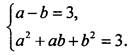 {a-b=3,
a²+ab+b²=3.